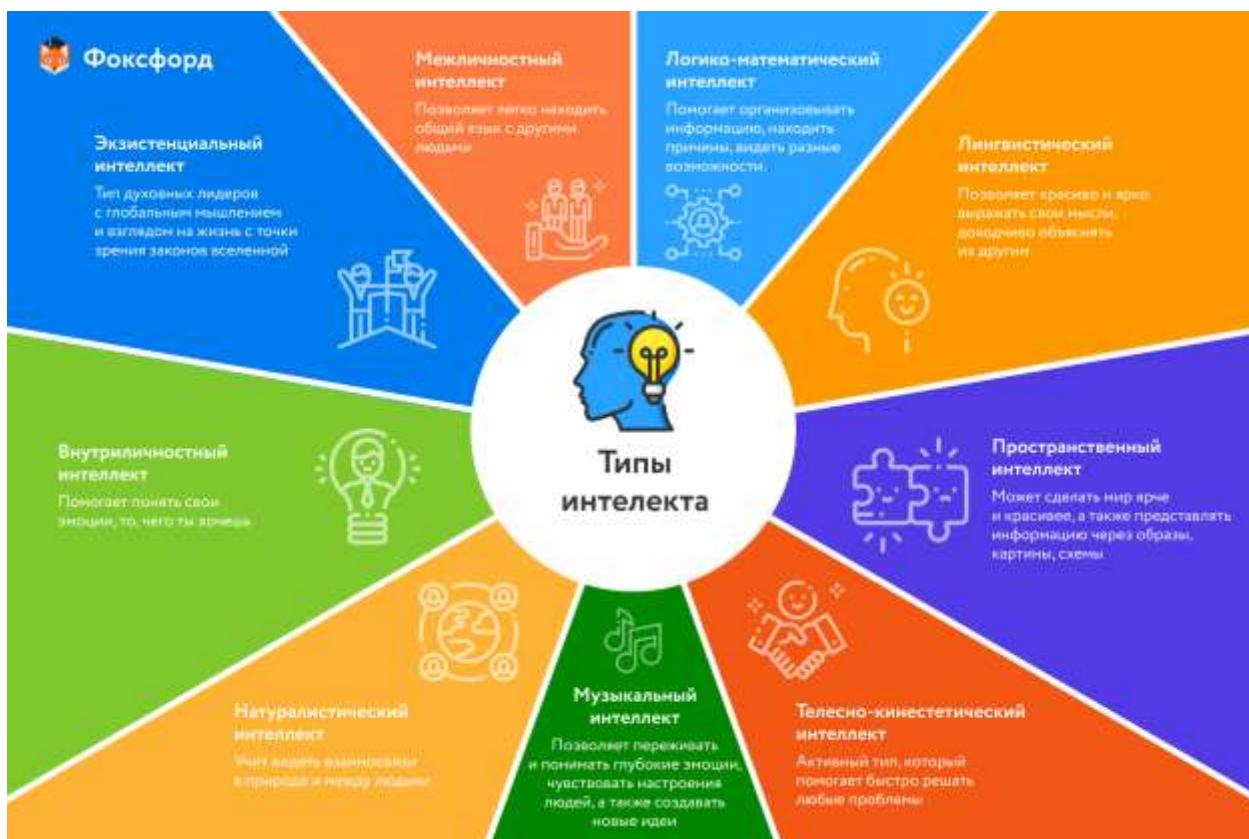 Фоксфорд
Межличностный
интеллект
Позволяет легко находить
общий язык с другими
людьми
Логико-математический
интеллект
Помогает организовывать
информацию, находить
причины, видеть разные
возможности.
Экзистенциальный
интеллект
Тип духовных лидеров
с глобальным мышлением
и взглядом на жизнь с точки
зрения законов вселенной
Лингвистический
интеллект
Позволяет красиво и ярко
выражать свои мысли,
доходчиво объяснять
их другим
Типы
интелекта
Внутриличностный
интеллект
Помогает понять свои
эмоции, то, чего ты хочешь
Пространственный
интеллект
Может сделать мир ярче
и красивее, а также представлять
информацию через образы,
картины, схемы
Натуралистический
интеллект
Учит видеть взаимосвязи
в природе и между людьми
Музыкальный
интеллект
Позволяет переживать
и понимать глубокие эмоции,
чувствовать настроения
людей, а также создавать
новые идеи
Телесно-кинестетический
интеллект
Активный тип, который
помогает быстро решать
любые проблемы